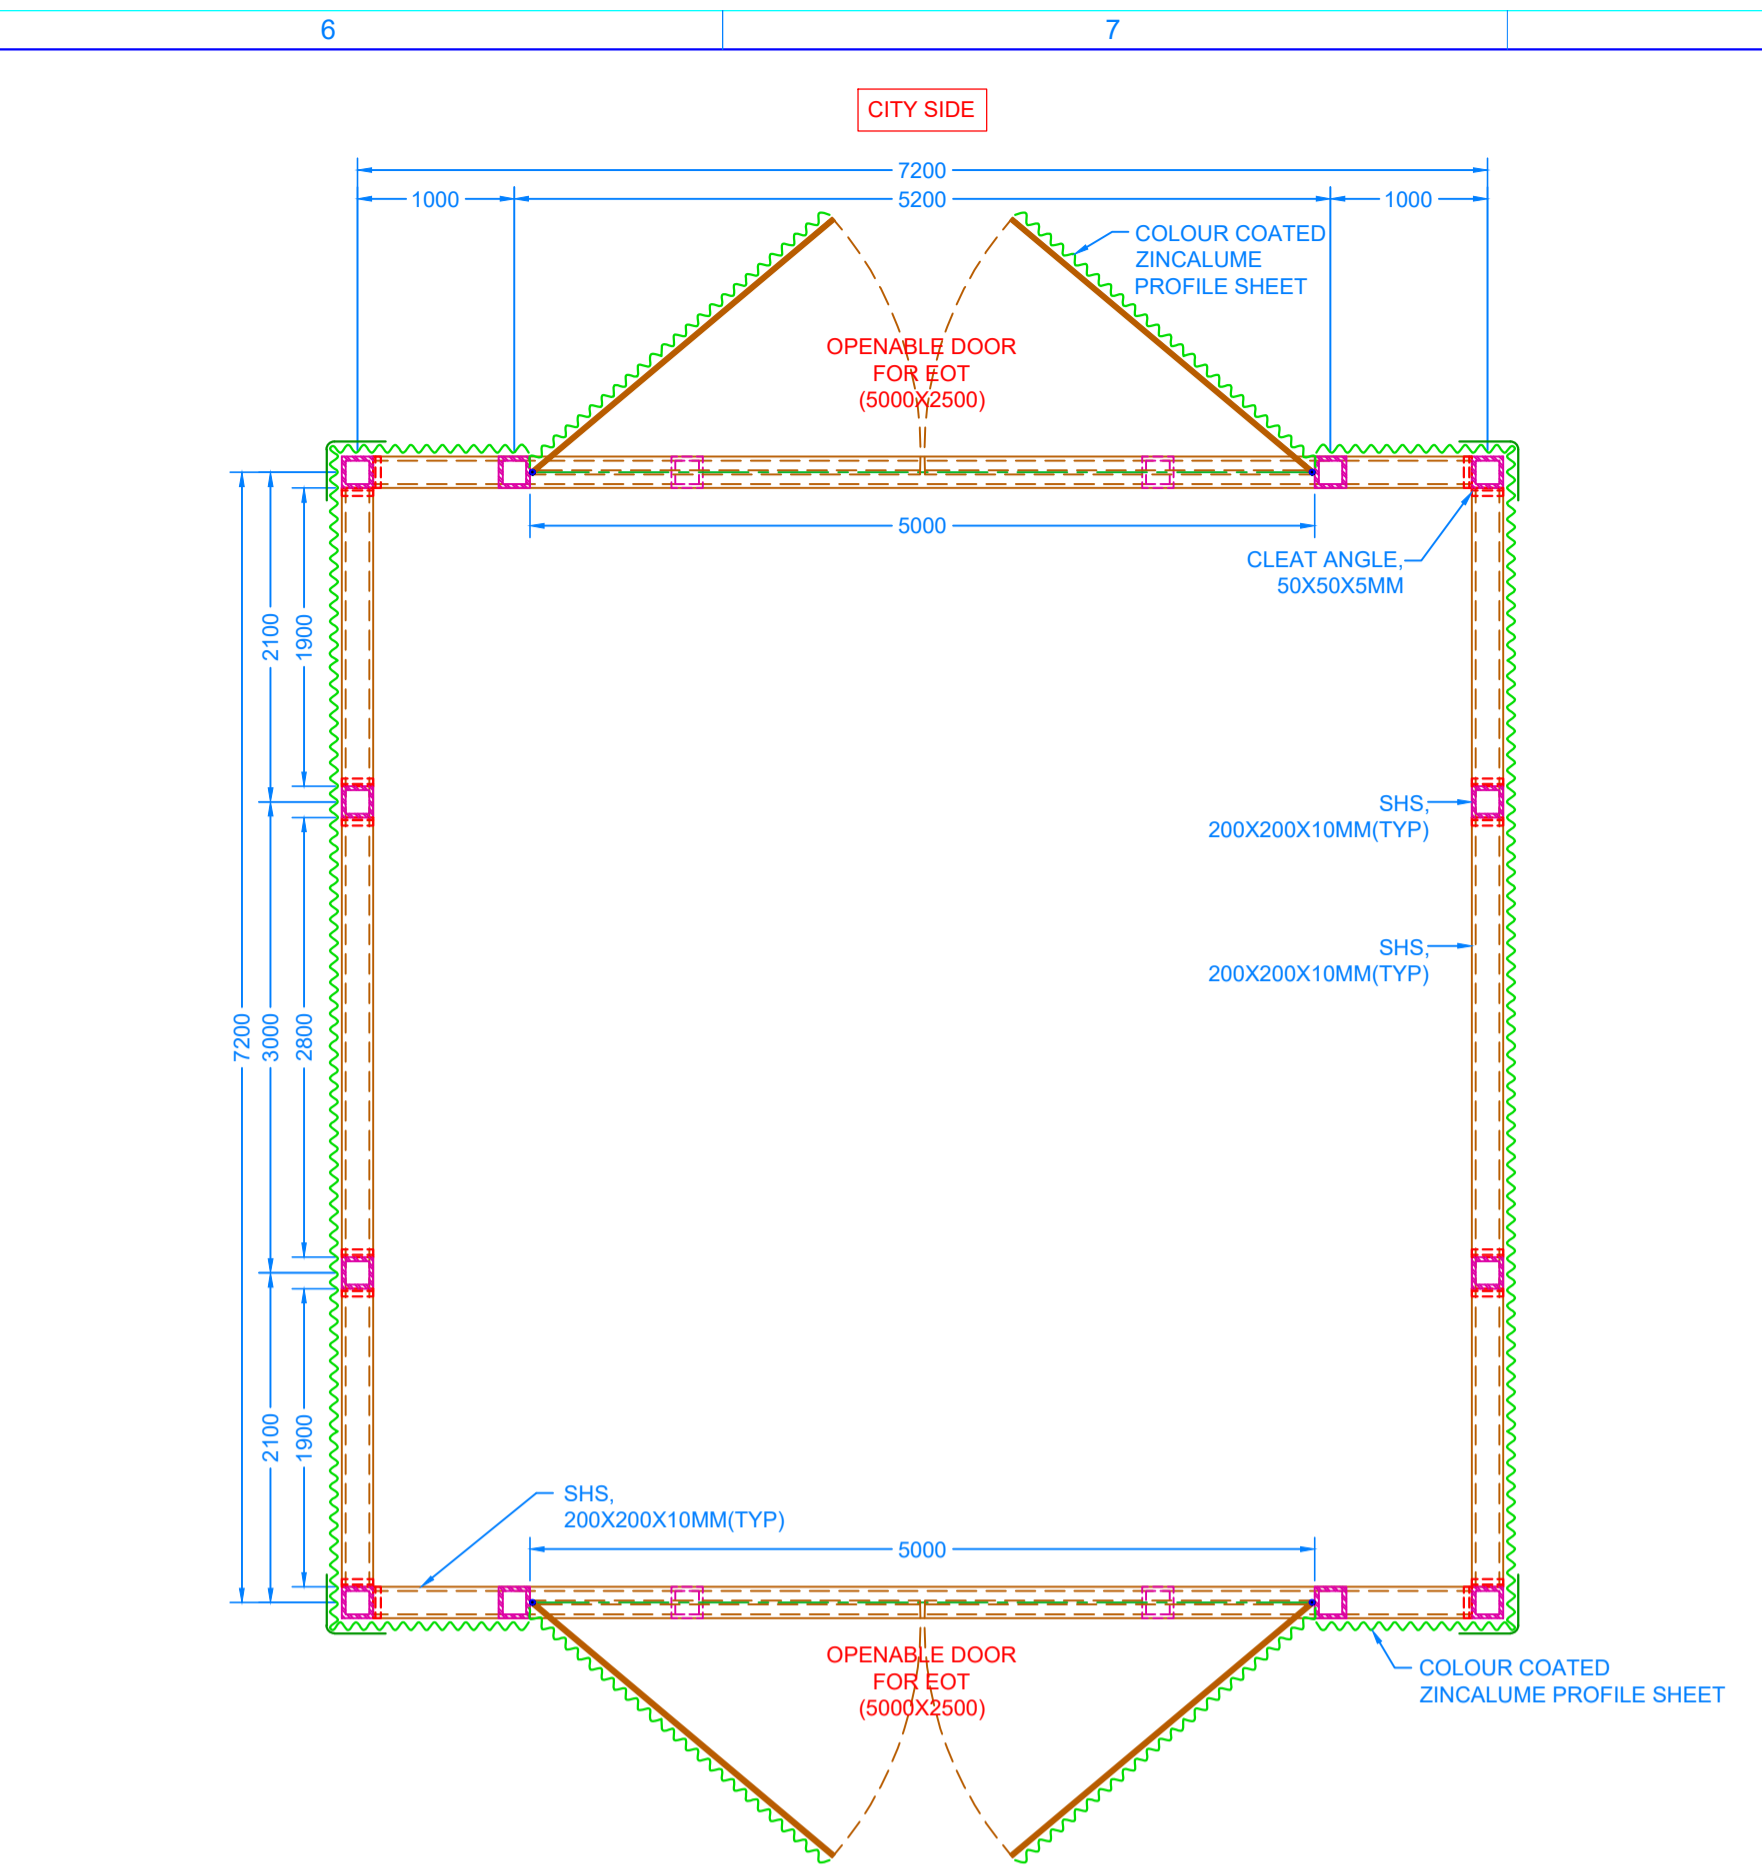 6
7
CITY SIDE
7200
1000
5200
1000
COLOUR COATED
ZINCALUME
PROFILE SHEET
OPENABLE DOOR
FOR EOT
(5000X2500)
5000
CLEAT ANGLE,
50X50X5MM
2100
1900
SHS,
200X200X10MM(TYP)
SHS,
200X200X10MM(TYP)
7200
3000
2800
2100
1900
SHS,
200X200X10MM(TYP)
5000
OPENABLE DOOR
FOR EOT
(5000X2500)
COLOUR COATED
ZINCALUME PROFILE SHEET